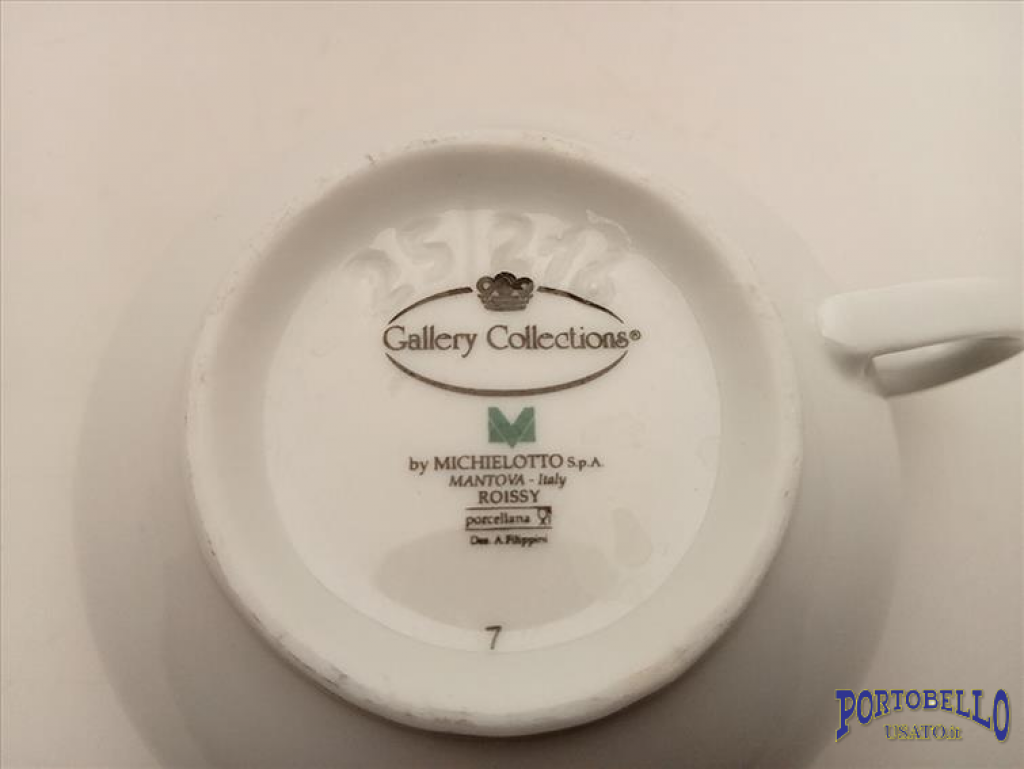 Gallery Collections®
M
by MICHIELOTTO S.p.A.
MANTOVA - Italy
ROISSY
porcellana
Des. A. Filippini
7
PORTOBELLO
USATO.it